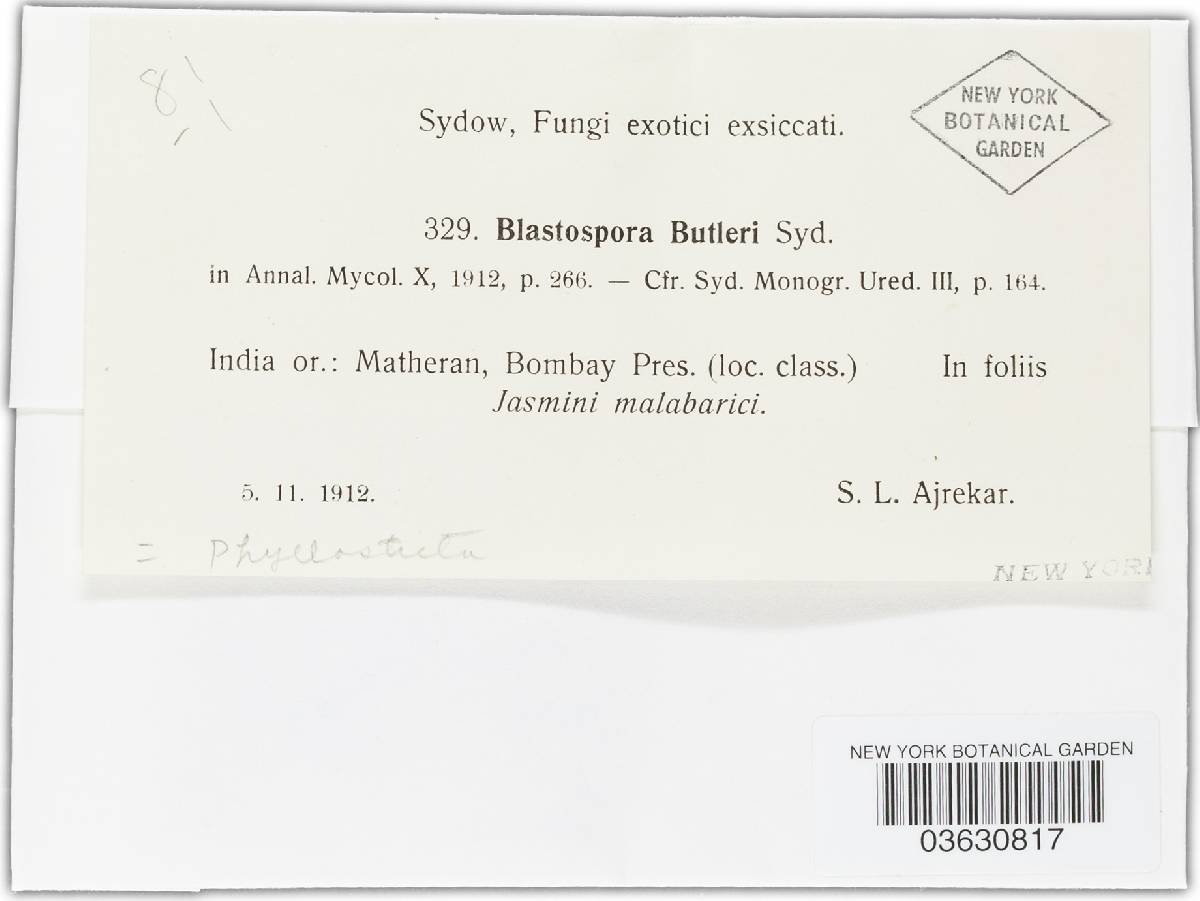 8
Sydow, Fungi exotici exsiccati.
NEW YORK
BOTANICAL
GARDEN
329. Blastospora Butleri Syd.
in Annal. Mycol. X, 1912, p. 266. — Cfr. Syd. Monogr. Ured. III, p. 164.
India or.: Matheran, Bombay Pres. (loc. class.) In foliis
Jasmini malabarici.
5. 11. 1912. S. L. Ajrekar.
= Phyllosticta
NEW YORK
NEW YORK BOTANICAL GARDEN
03630817